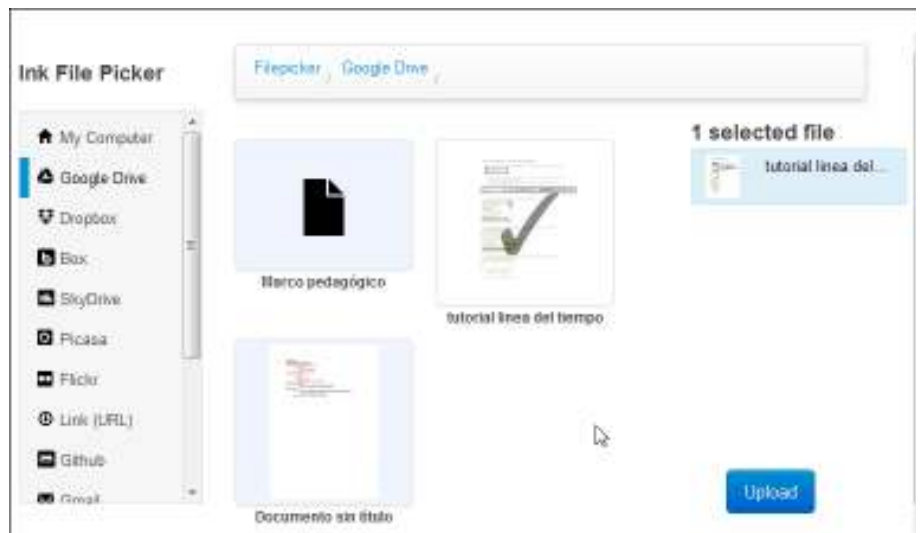 Ink File Picker
Filepicker / Google Drive /
My Computer
Google Drive
Dropbox
Box
SkyDrive
Picasa
Flickr
Link (URL)
Github
Gmail
Marco pedagógico
tutorial linea del tiempo
Documento sin título
1 selected file
tutorial linea del...
Upload